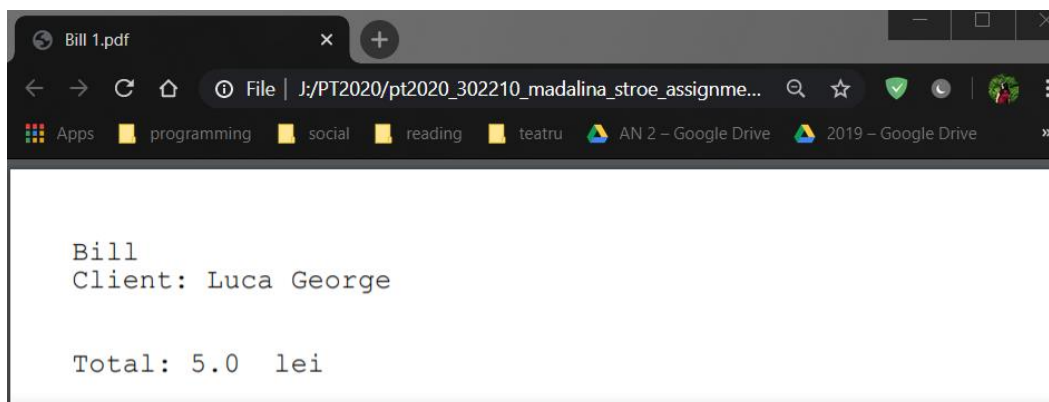 Bill 1.pdf
File | J:/PT2020/pt2020_302210_madalina_stroe_assignme...
Apps programming social reading teatru AN 2 – Google Drive 2019 – Google Drive »
Bill
Client: Luca George
Total: 5.0 lei